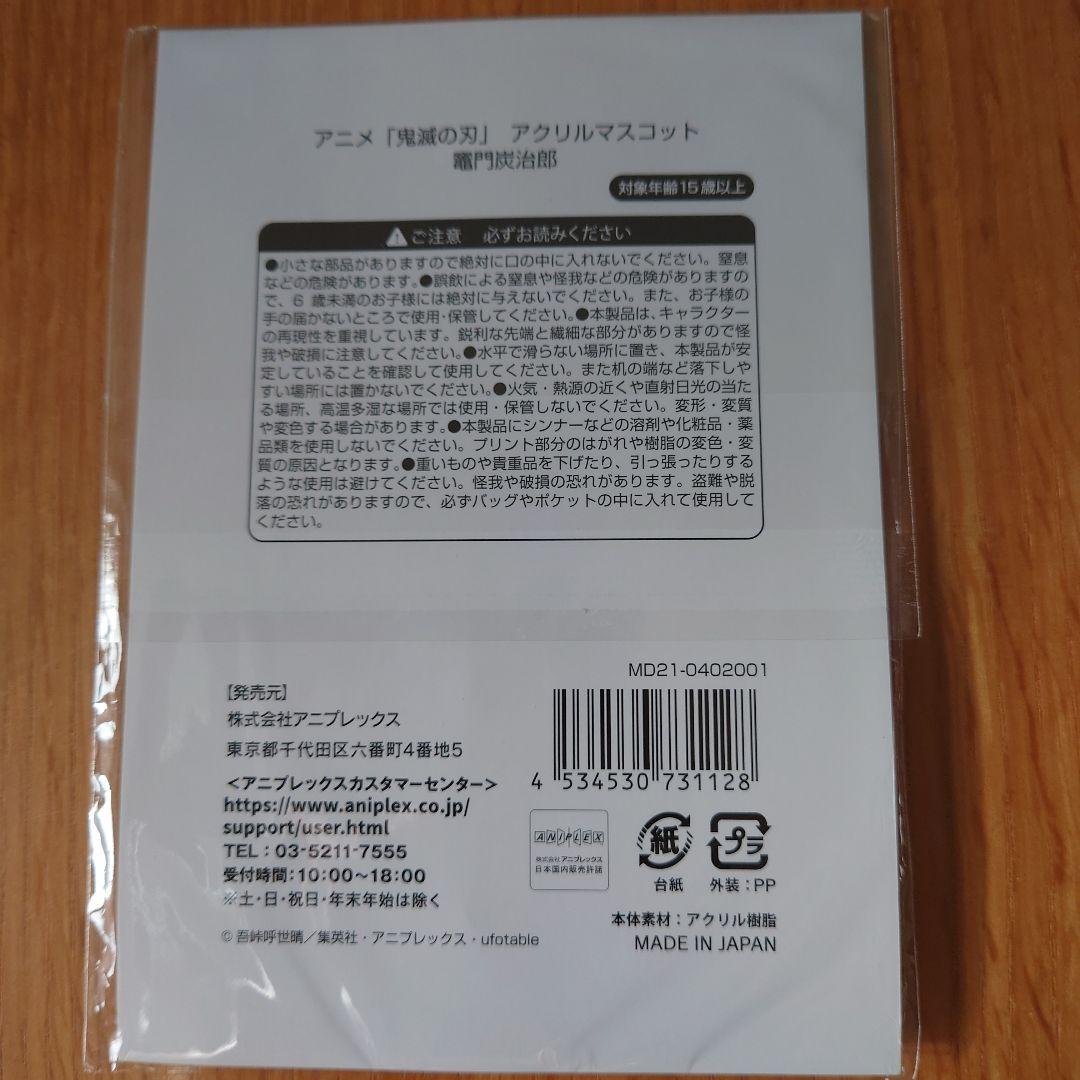 アニメ「鬼滅の刃」 アクリルマスコット
竈門炭治郎
対象年齢15歳以上
ご注意 必ずお読みください
●小さな部品がありますので絶対に口の中に入れないでください。窒息
などの危険があります。●誤飲による窒息や怪我などの危険がありますの
で、6 歳未満のお子様には絶対に与えないでください。また、お子様の
手の届かないところで使用・保管してください。●本製品は、キャラクター
の再現性を重視しています。鋭利な先端と繊細な部分がありますので怪
我や破損に注意してください。●水平で滑らない場所に置き、本製品が安
定していることを確認して使用してください。また机の端など落下しや
すい場所には置かないでください。●火気・熱源の近くや直射日光の当た
る場所、高温多湿な場所では使用・保管しないでください。変形・変質
や変色する場合があります。●本製品にシンナーなどの溶剤や化粧品・薬
品類を使用しないでください。プリント部分のはがれや樹脂の変色・変
質の原因となります。●重いものや貴重品を下げたり、引っ張ったりする
ような使用は避けてください。怪我や破損の恐れがあります。盗難や脱
落の恐れがありますので、必ずバッグやポケットの中に入れて使用して
ください。
MD21-0402001
4 534530 731128
【発売元】
株式会社アニプレックス
東京都千代田区六番町4番地5
<アニプレックスカスタマーセンター>
https://www.aniplex.co.jp/
support/user.html
TEL：03-5211-7555
受付時間：10:00〜18:00
※土・日・祝日・年末年始は除く
©吾峠呼世晴／集英社・アニプレックス・ufotable
ANIPLEX
株式会社アニプレックス
日本国内販売許諾
紙
台紙
プラ
外装：PP
本体素材：アクリル樹脂
MADE IN JAPAN